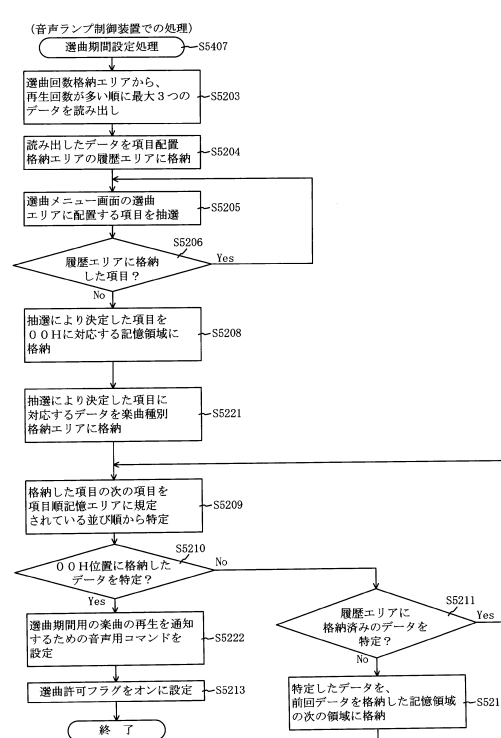 (音声ランプ制御装置での処理)
選曲期間設定処理
S5407
選曲回数格納エリアから、
再生回数が多い順に最大3つの
データを読み出し
S5203
読み出したデータを項目配置
格納エリアの履歴エリアに格納
S5204
選曲メニュー画面の選曲
エリアに配置する項目を抽選
S5205
S5206
履歴エリアに格納
した項目?
Yes
No
抽選により決定した項目を
00Hに対応する記憶領域に
格納
S5208
抽選により決定した項目に
対応するデータを楽曲種別
格納エリアに格納
S5221
格納した項目の次の項目を
項目順記憶エリアに規定
されている並び順から特定
S5209
S5210
00H位置に格納した
データを特定?
No
Yes
S5211
履歴エリアに
格納済みのデータを
特定?
Yes
No
選曲期間用の楽曲の再生を通知
するための音声用コマンドを
設定
S5222
選曲許可フラグをオンに設定
S5213
特定したデータを、
前回データを格納した記憶領域
の次の領域に格納
S521
終 了